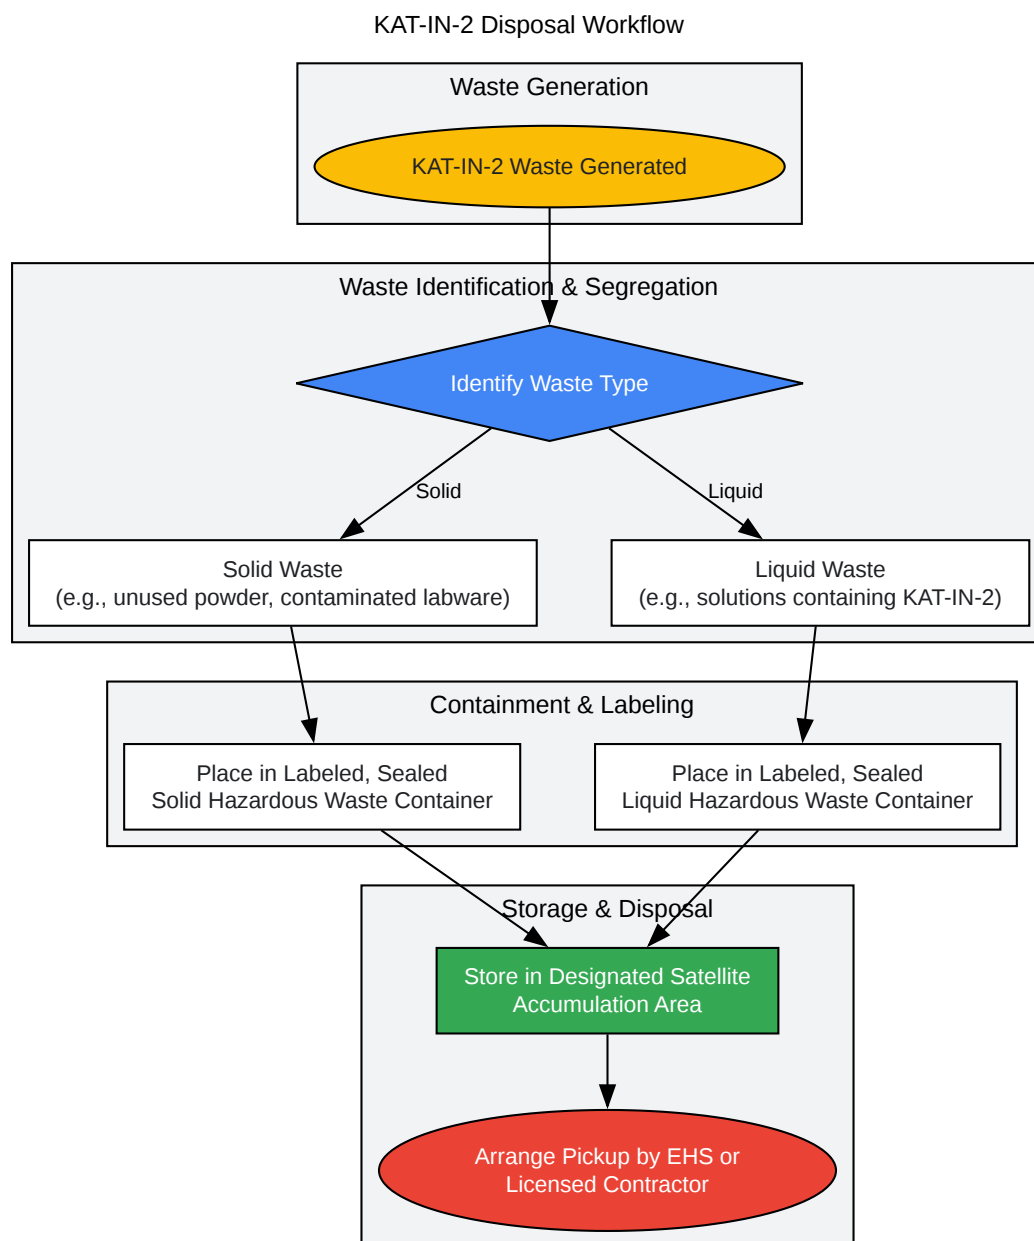 KAT-IN-2 Disposal Workflow
Waste Generation
KAT-IN-2 Waste Generated
Waste Identification & Segregation
Identify Waste Type
Solid
Liquid
Solid Waste
(e.g., unused powder, contaminated labware)
Liquid Waste
(e.g., solutions containing KAT-IN-2)
Containment & Labeling
Place in Labeled, Sealed
Solid Hazardous Waste Container
Place in Labeled, Sealed
Liquid Hazardous Waste Container
Storage & Disposal
Store in Designated Satellite
Accumulation Area
Arrange Pickup by EHS or
Licensed Contractor